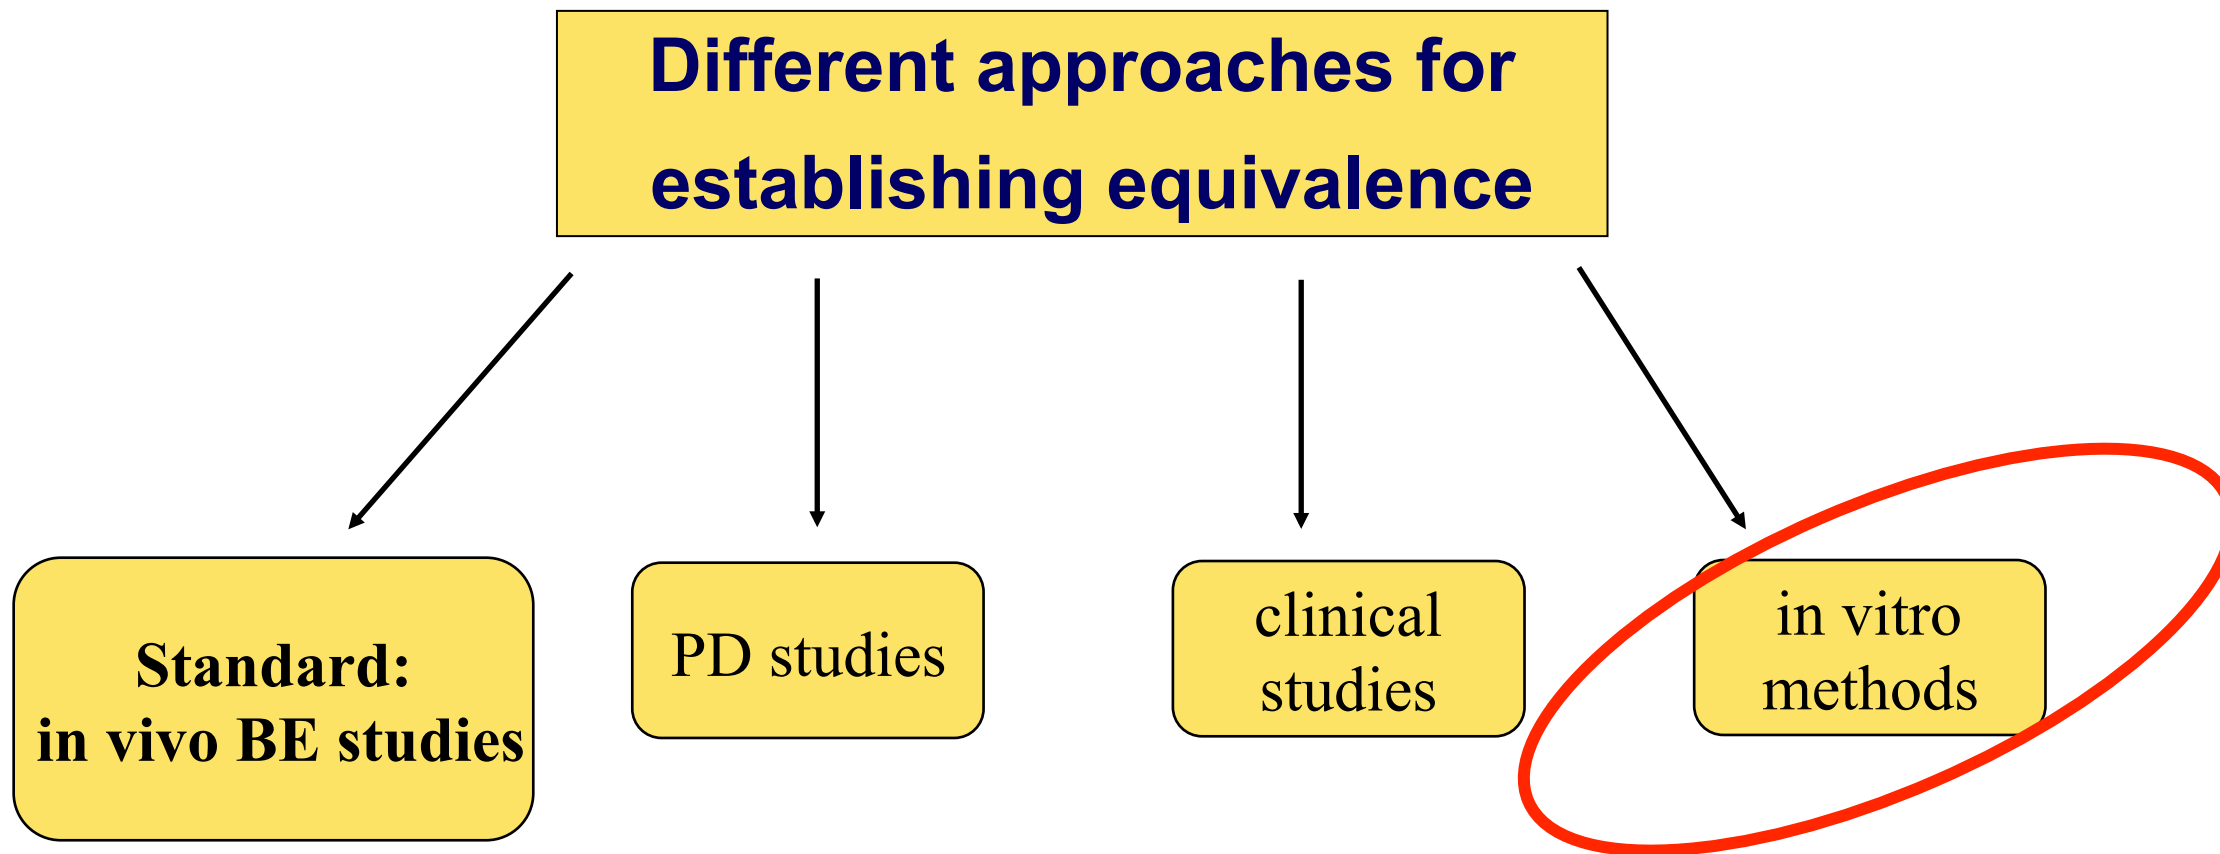 Different approaches for
establishing equivalence
Standard:
in vivo BE studies
PD studies
clinical
studies
in vitro
methods